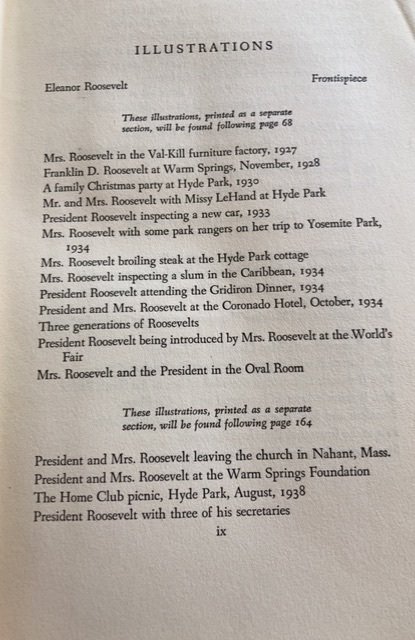 ILLUSTRATIONS
Eleanor Roosevelt Frontispiece
These illustrations, printed as a separate
section, will be found following page 68
Mrs. Roosevelt in the Val-Kill furniture factory, 1927
Franklin D. Roosevelt at Warm Springs, November, 1928
A family Christmas party at Hyde Park, 1930
Mr. and Mrs. Roosevelt with Missy LeHand at Hyde Park
President Roosevelt inspecting a new car, 1933
Mrs. Roosevelt with some park rangers on her trip to Yosemite Park,
1934
Mrs. Roosevelt broiling steak at the Hyde Park cottage
Mrs. Roosevelt inspecting a slum in the Caribbean, 1934
President Roosevelt attending the Gridiron Dinner, 1934
President and Mrs. Roosevelt at the Coronado Hotel, October, 1934
Three generations of Roosevelts
President Roosevelt being introduced by Mrs. Roosevelt at the World's
Fair
Mrs. Roosevelt and the President in the Oval Room
These illustrations, printed as a separate
section, will be found following page 164
President and Mrs. Roosevelt leaving the church in Nahant, Mass.
President and Mrs. Roosevelt at the Warm Springs Foundation
The Home Club picnic, Hyde Park, August, 1938
President Roosevelt with three of his secretaries
ix